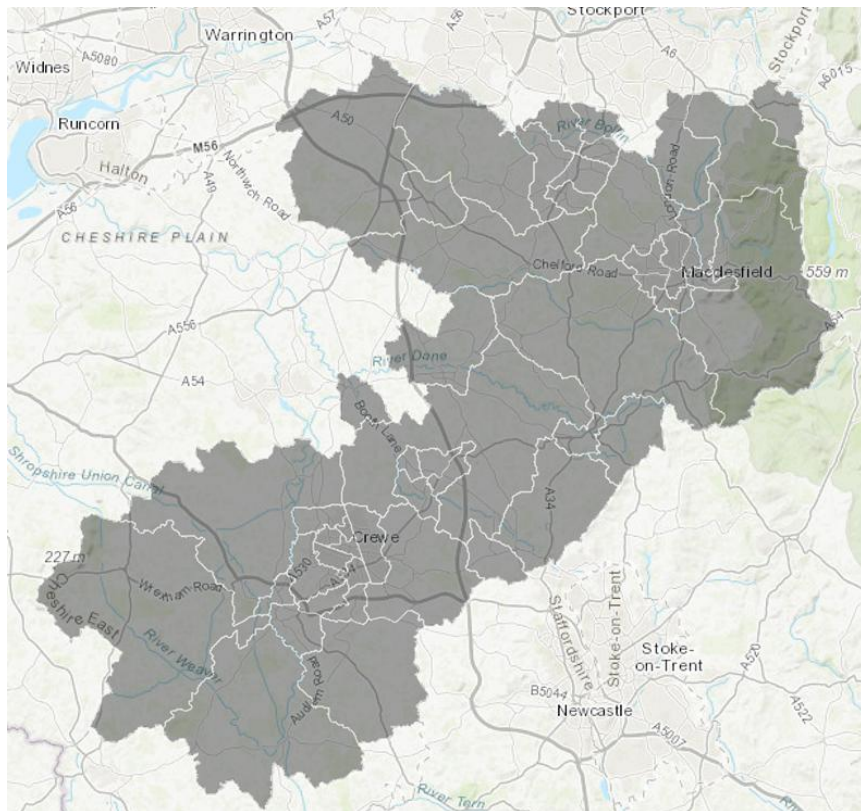 Stockport
A57
A56
Warrington
A5080
A6
Stockport
Widnes
A6015
Runcorn
A50
River Bollin
M56
Halton
A49
Northwich Road
London Road
A56
CHESHIRE PLAIN
Chelford Road
Macclesfield
559 m
A556
A54
River Dane
A54
Booth Lane
Shropshire Union Canal
A34
Crewe
227 m
A530
A534
Wrexham Road
Cheshire East
Staffordshire
Stoke-on-Trent
River Weaver
Stoke-
on-Trent
A520
Audlem Road
B5044
Newcastle
A522
A5007
River Tern